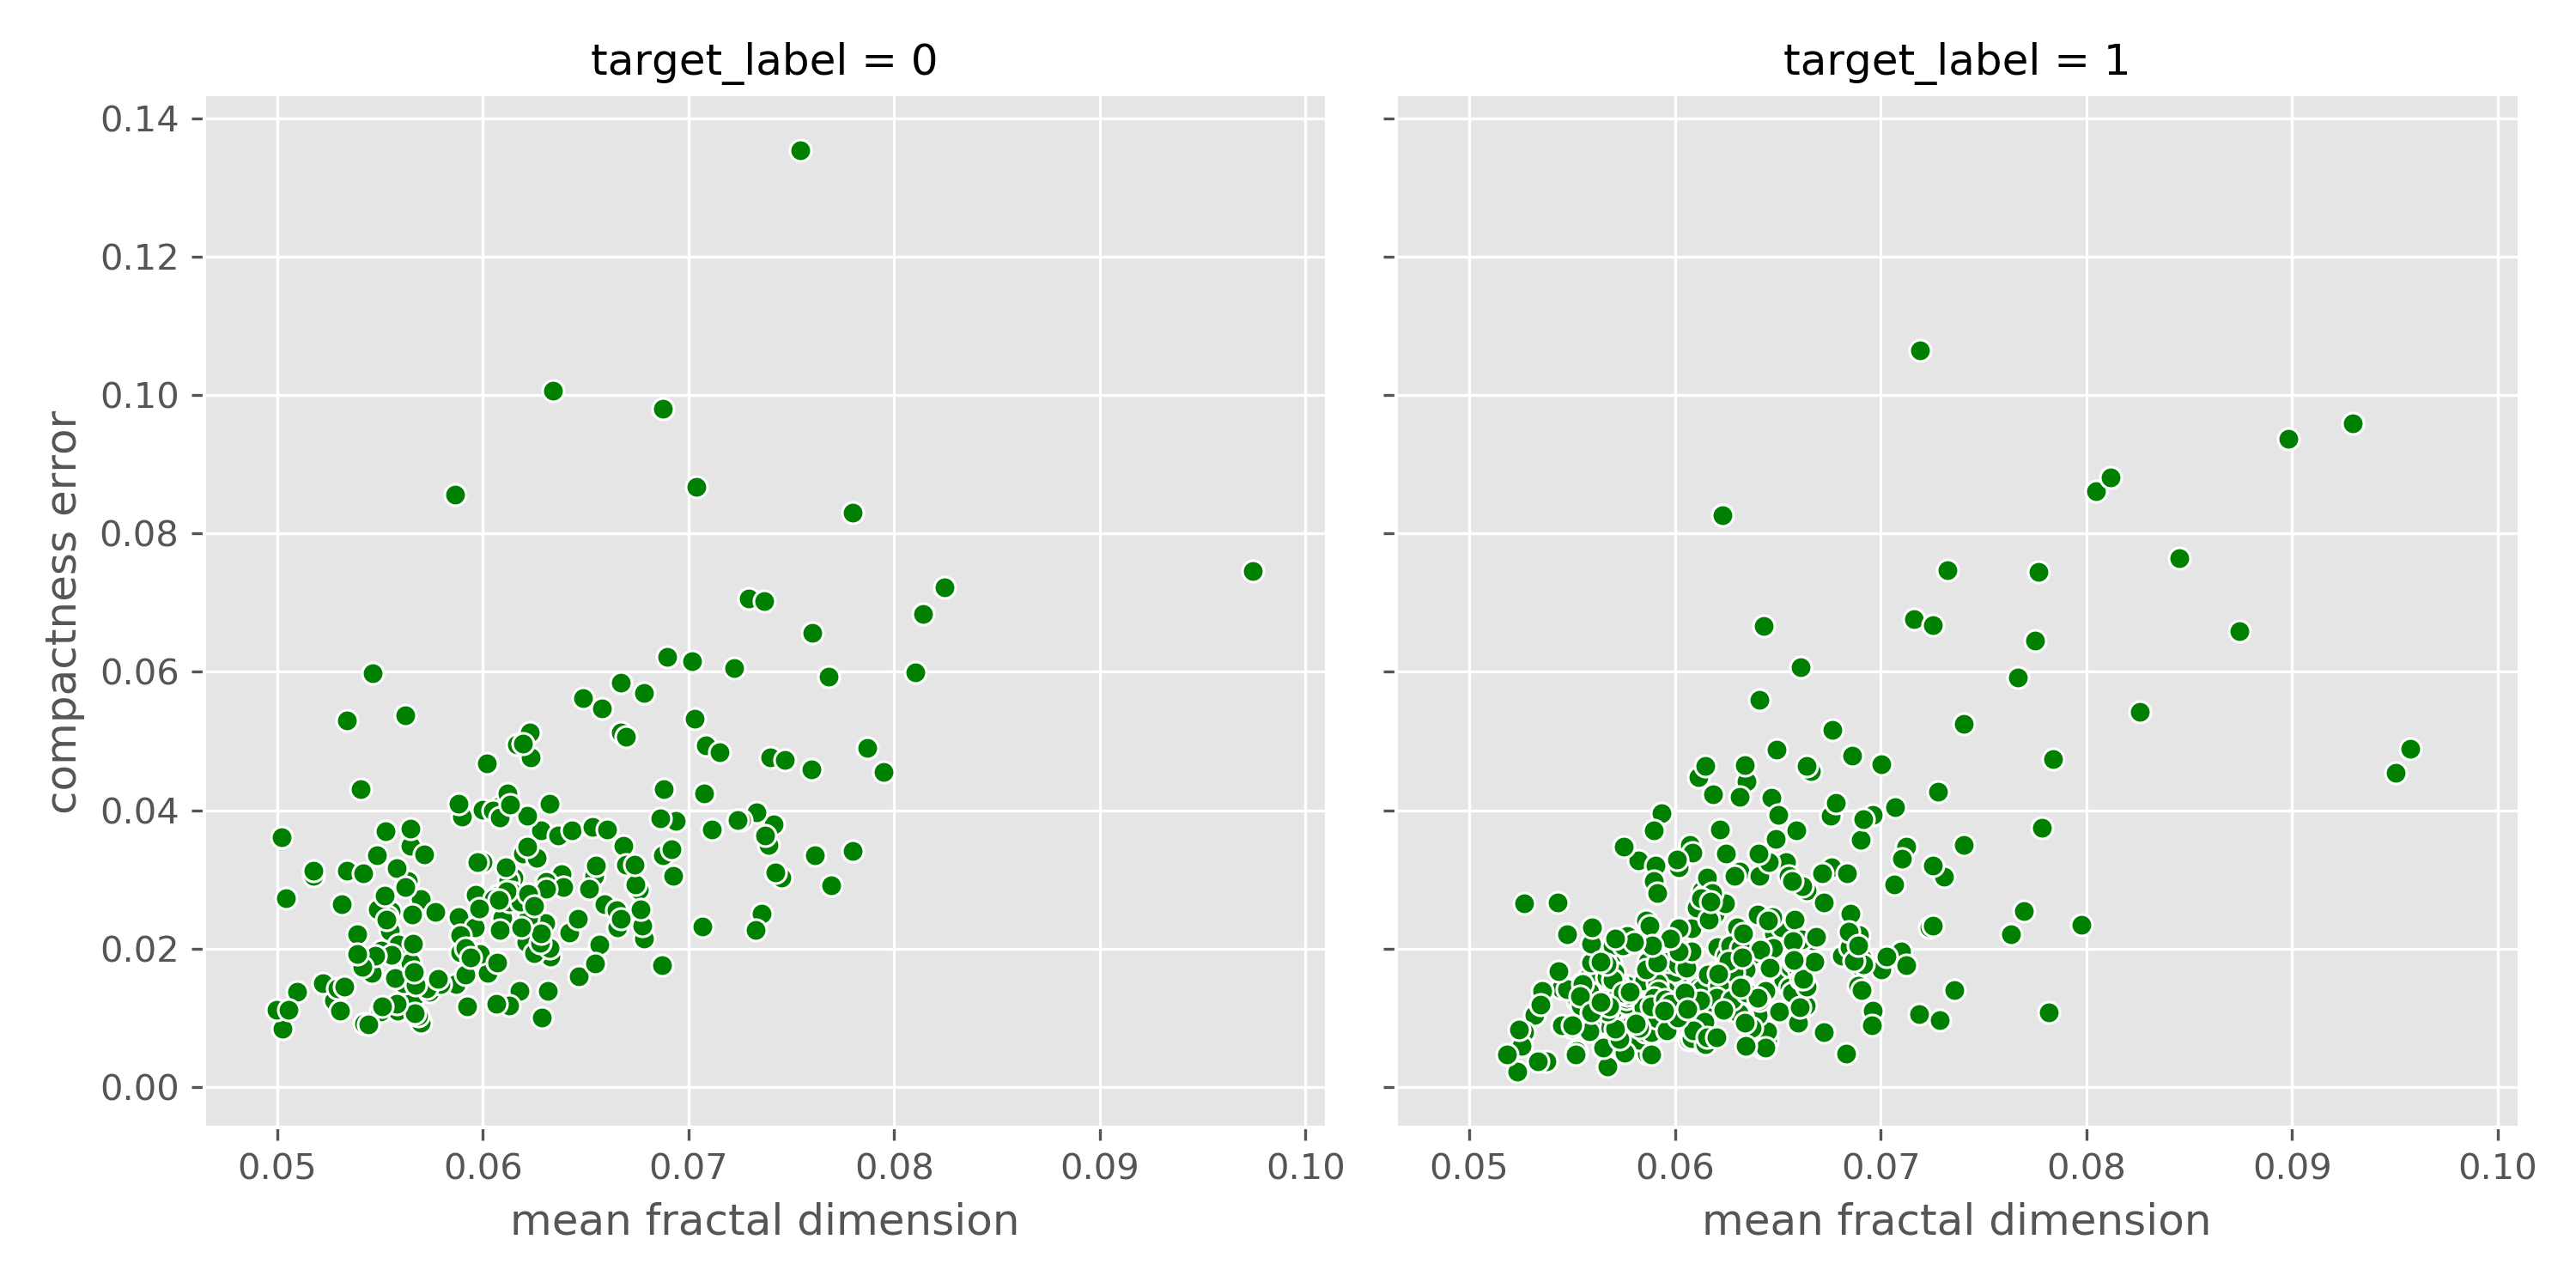 target_label = 0
target_label = 1
0.14
0.12
0.10
0.08
0.06
0.04
0.02
0.00
compactness error
0.05 0.06 0.07 0.08 0.09 0.10
0.05 0.06 0.07 0.08 0.09 0.10
mean fractal dimension
mean fractal dimension